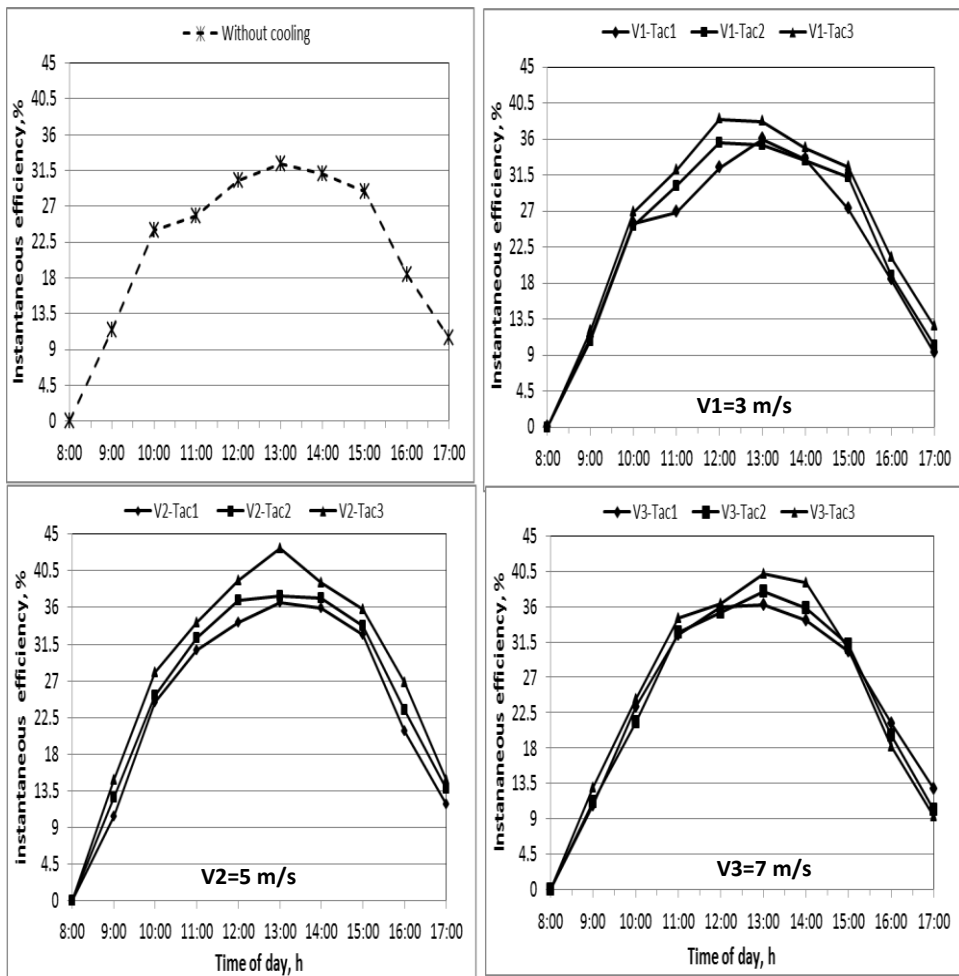 Without cooling
Instantaneous efficiency,%
45
40.5
36
31.5
27
22.5
18
13.5
9
4.5
0
8:00 9:00 10:00 11:00 12:00 13:00 14:00 15:00 16:00 17:00
V1-Tac1 V1-Tac2 V1-Tac3
Instantaneous efficiency, %
45
40.5
36
31.5
27
22.5
18
13.5
9
4.5
0
V1=3 m/s
8:00 9:00 10:00 11:00 12:00 13:00 14:00 15:00 16:00 17:00
V2-Tac1 V2-Tac2 V2-Tac3
instantaneous efficiency, %
45
40.5
36
31.5
27
22.5
18
13.5
9
4.5
0
V2=5 m/s
8:00 9:00 10:00 11:00 12:00 13:00 14:00 15:00 16:00 17:00
Time of day, h
V3-Tac1 V3-Tac2 V3-Tac3
Instananeous efficiency, %
45
40.5
36
31.5
27
22.5
18
13.5
9
4.5
0
V3=7 m/s
8:00 9:00 10:00 11:00 12:00 13:00 14:00 15:00 16:00 17:00
Time of day, h